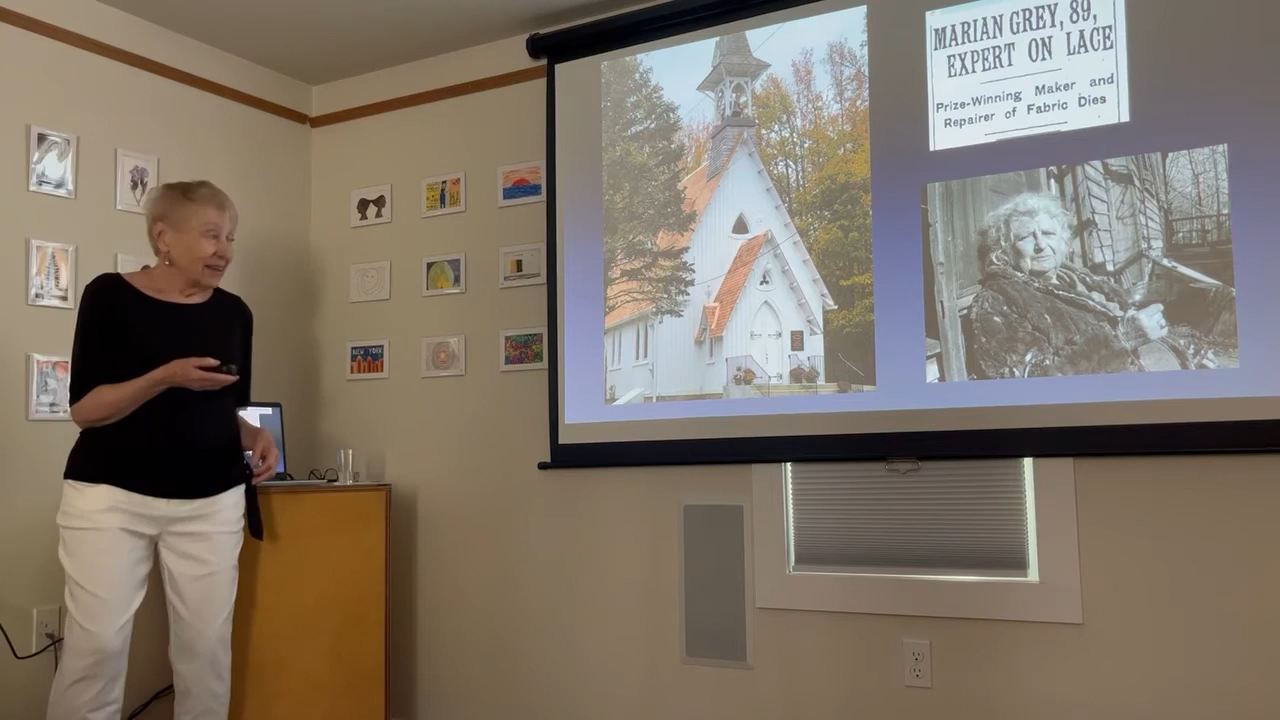 MARIAN GREY, 89,
EXPERT ON LACE
Prize-Winning Maker and
Repairer of Fabric Dies
NEW YORK